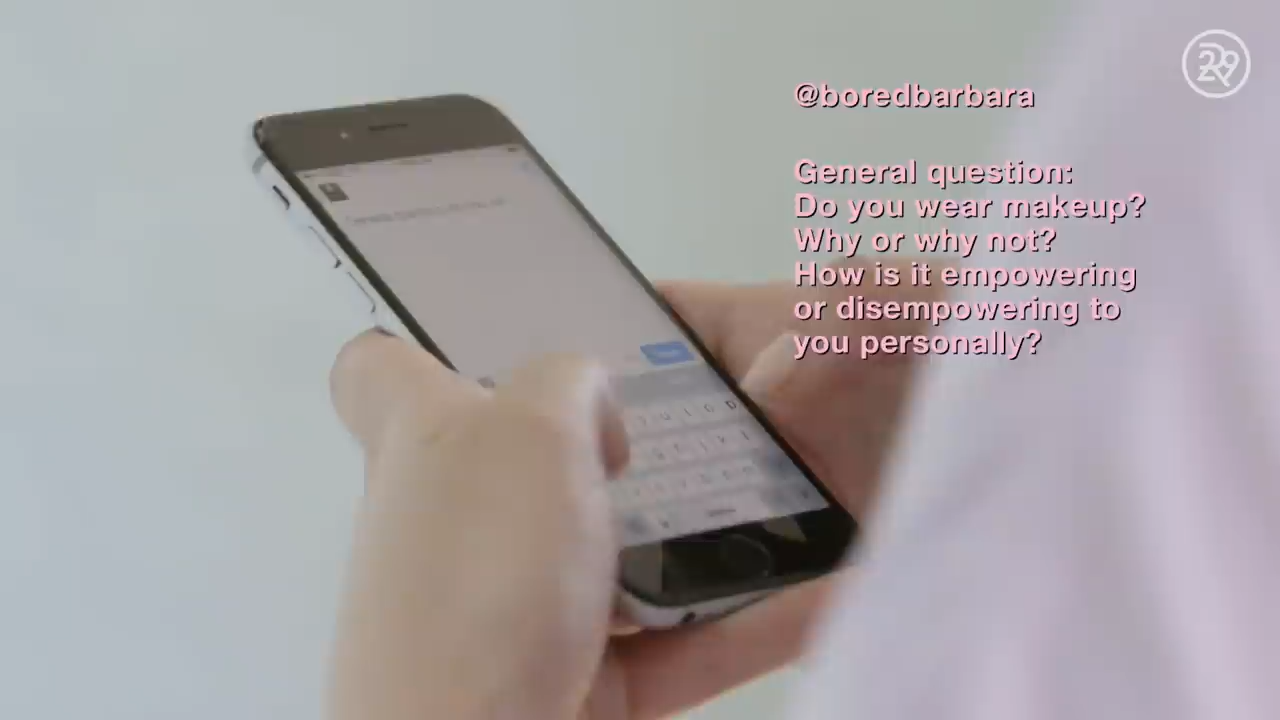 R29
@boredbarbara
General question:
Do you wear makeup?
Why or why not?
How is it empowering
or disempowering to
you personally?